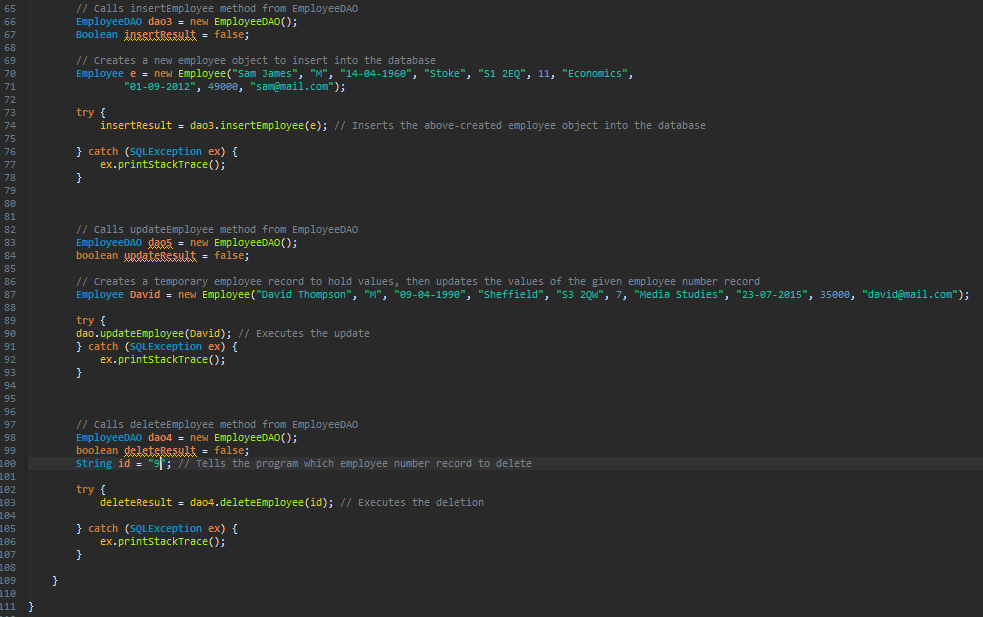 65 // Calls insertEmployee method from EmployeeDAO
66 EmployeeDAO dao3 = new EmployeeDAO();
67 Boolean insertResult = false;
68
69 // Creates a new employee object to insert into the database
70 Employee e = new Employee("Sam James", "M", "14-04-1960", "Stoke", "S1 2EQ", 11, "Economics",
71 "01-09-2012", 49000, "sam@mail.com");
72
73 try {
74 insertResult = dao3.insertEmployee(e); // Inserts the above-created employee object into the database
75
76 } catch (SQLException ex) {
77 ex.printStackTrace();
78 }
79
80
81
82 // Calls updateEmployee method from EmployeeDAO
83 EmployeeDAO dao5 = new EmployeeDAO();
84 boolean updateResult = false;
85
86 // Creates a temporary employee record to hold values, then updates the values of the given employee number record
87 Employee David = new Employee("David Thompson", "M", "09-04-1990", "Sheffield", "S3 2QW", 7, "Media Studies", "23-07-2015", 35000, "david@mail.com");
88
89 try {
90 dao.updateEmployee(David); // Executes the update
91 } catch (SQLException ex) {
92 ex.printStackTrace();
93 }
94
95
96
97 // Calls deleteEmployee method from EmployeeDAO
98 EmployeeDAO dao4 = new EmployeeDAO();
99 boolean deleteResult = false;
100 String id = "9"; // Tells the program which employee number record to delete
101
102 try {
103 deleteResult = dao4.deleteEmployee(id); // Executes the deletion
104
105 } catch (SQLException ex) {
106 ex.printStackTrace();
107 }
108
109 }
110
111 }